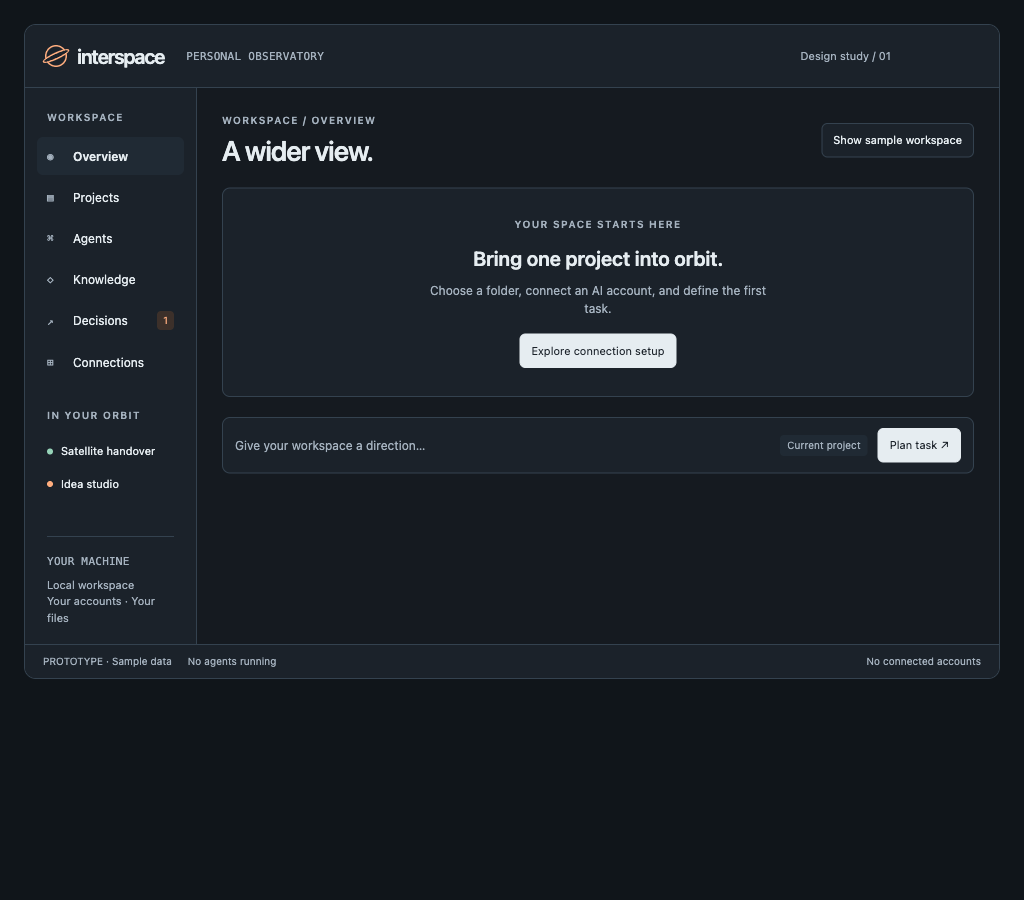 interspace
PERSONAL OBSERVATORY
Design study / 01
WORKSPACE
Overview
Projects
Agents
Knowledge
Decisions
1
Connections
IN YOUR ORBIT
Satellite handover
Idea studio
YOUR MACHINE
Local workspace
Your accounts · Your
files
WORKSPACE / OVERVIEW
A wider view.
Show sample workspace
YOUR SPACE STARTS HERE
Bring one project into orbit.
Choose a folder, connect an AI account, and define the first
task.
Explore connection setup
Give your workspace a direction...
Current project
Plan task ↗
PROTOTYPE · Sample data
No agents running
No connected accounts